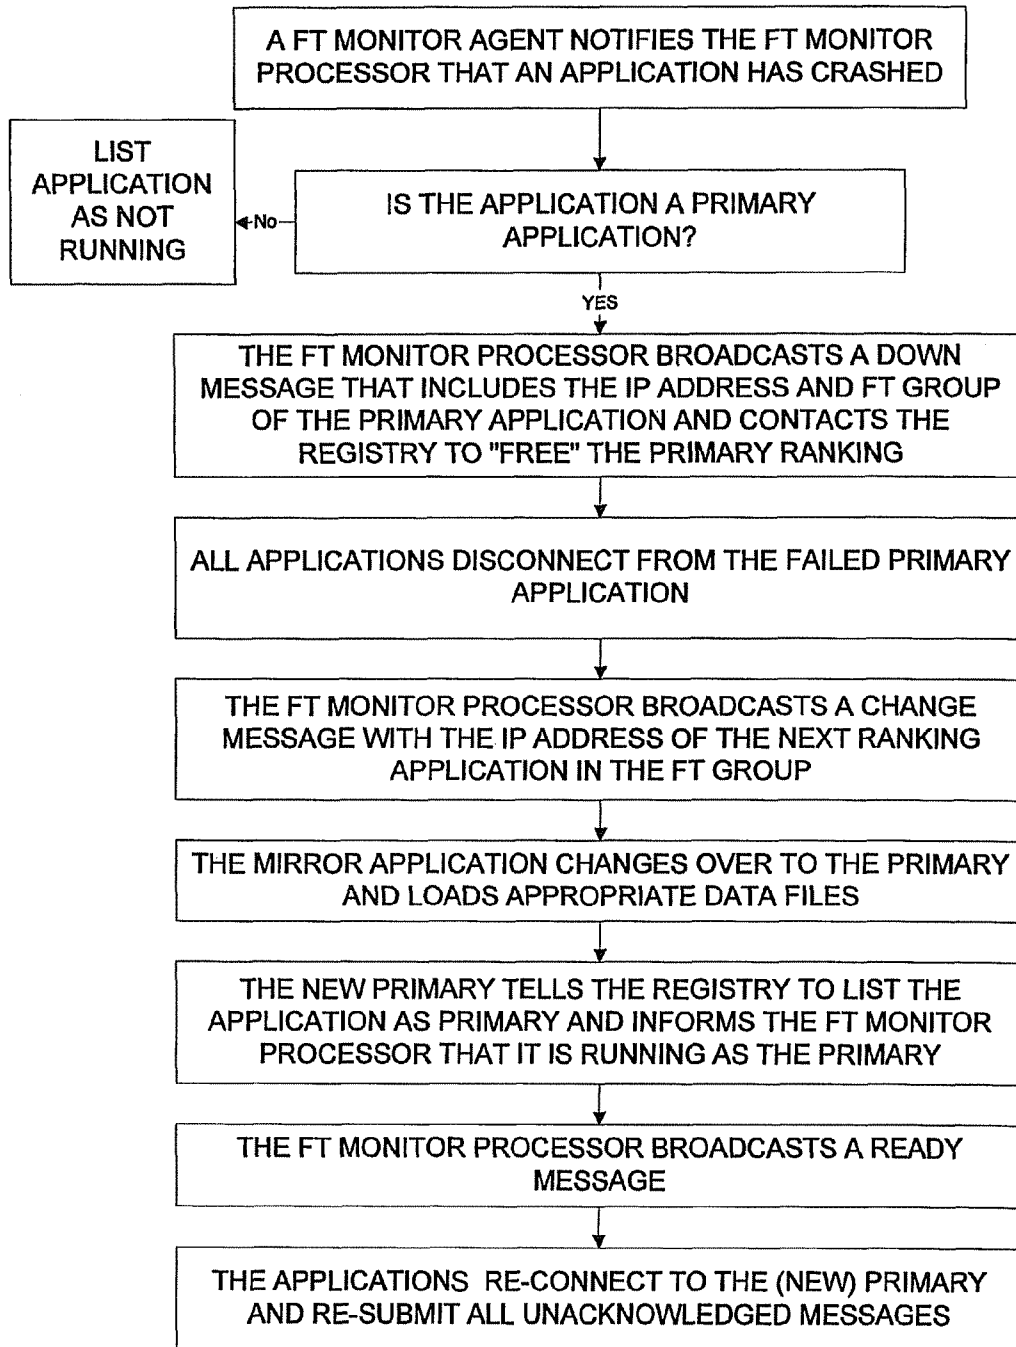 A FT MONITOR AGENT NOTIFIES THE FT MONITOR
PROCESSOR THAT AN APPLICATION HAS CRASHED
LIST
APPLICATION
AS NOT
RUNNING
No
IS THE APPLICATION A PRIMARY
APPLICATION?
YES
THE FT MONITOR PROCESSOR BROADCASTS A DOWN
MESSAGE THAT INCLUDES THE IP ADDRESS AND FT GROUP
OF THE PRIMARY APPLICATION AND CONTACTS THE
REGISTRY TO "FREE" THE PRIMARY RANKING
ALL APPLICATIONS DISCONNECT FROM THE FAILED PRIMARY
APPLICATION
THE FT MONITOR PROCESSOR BROADCASTS A CHANGE
MESSAGE WITH THE IP ADDRESS OF THE NEXT RANKING
APPLICATION IN THE FT GROUP
THE MIRROR APPLICATION CHANGES OVER TO THE PRIMARY
AND LOADS APPROPRIATE DATA FILES
THE NEW PRIMARY TELLS THE REGISTRY TO LIST THE
APPLICATION AS PRIMARY AND INFORMS THE FT MONITOR
PROCESSOR THAT IT IS RUNNING AS THE PRIMARY
THE FT MONITOR PROCESSOR BROADCASTS A READY
MESSAGE
THE APPLICATIONS RE-CONNECT TO THE (NEW) PRIMARY
AND RE-SUBMIT ALL UNACKNOWLEDGED MESSAGES